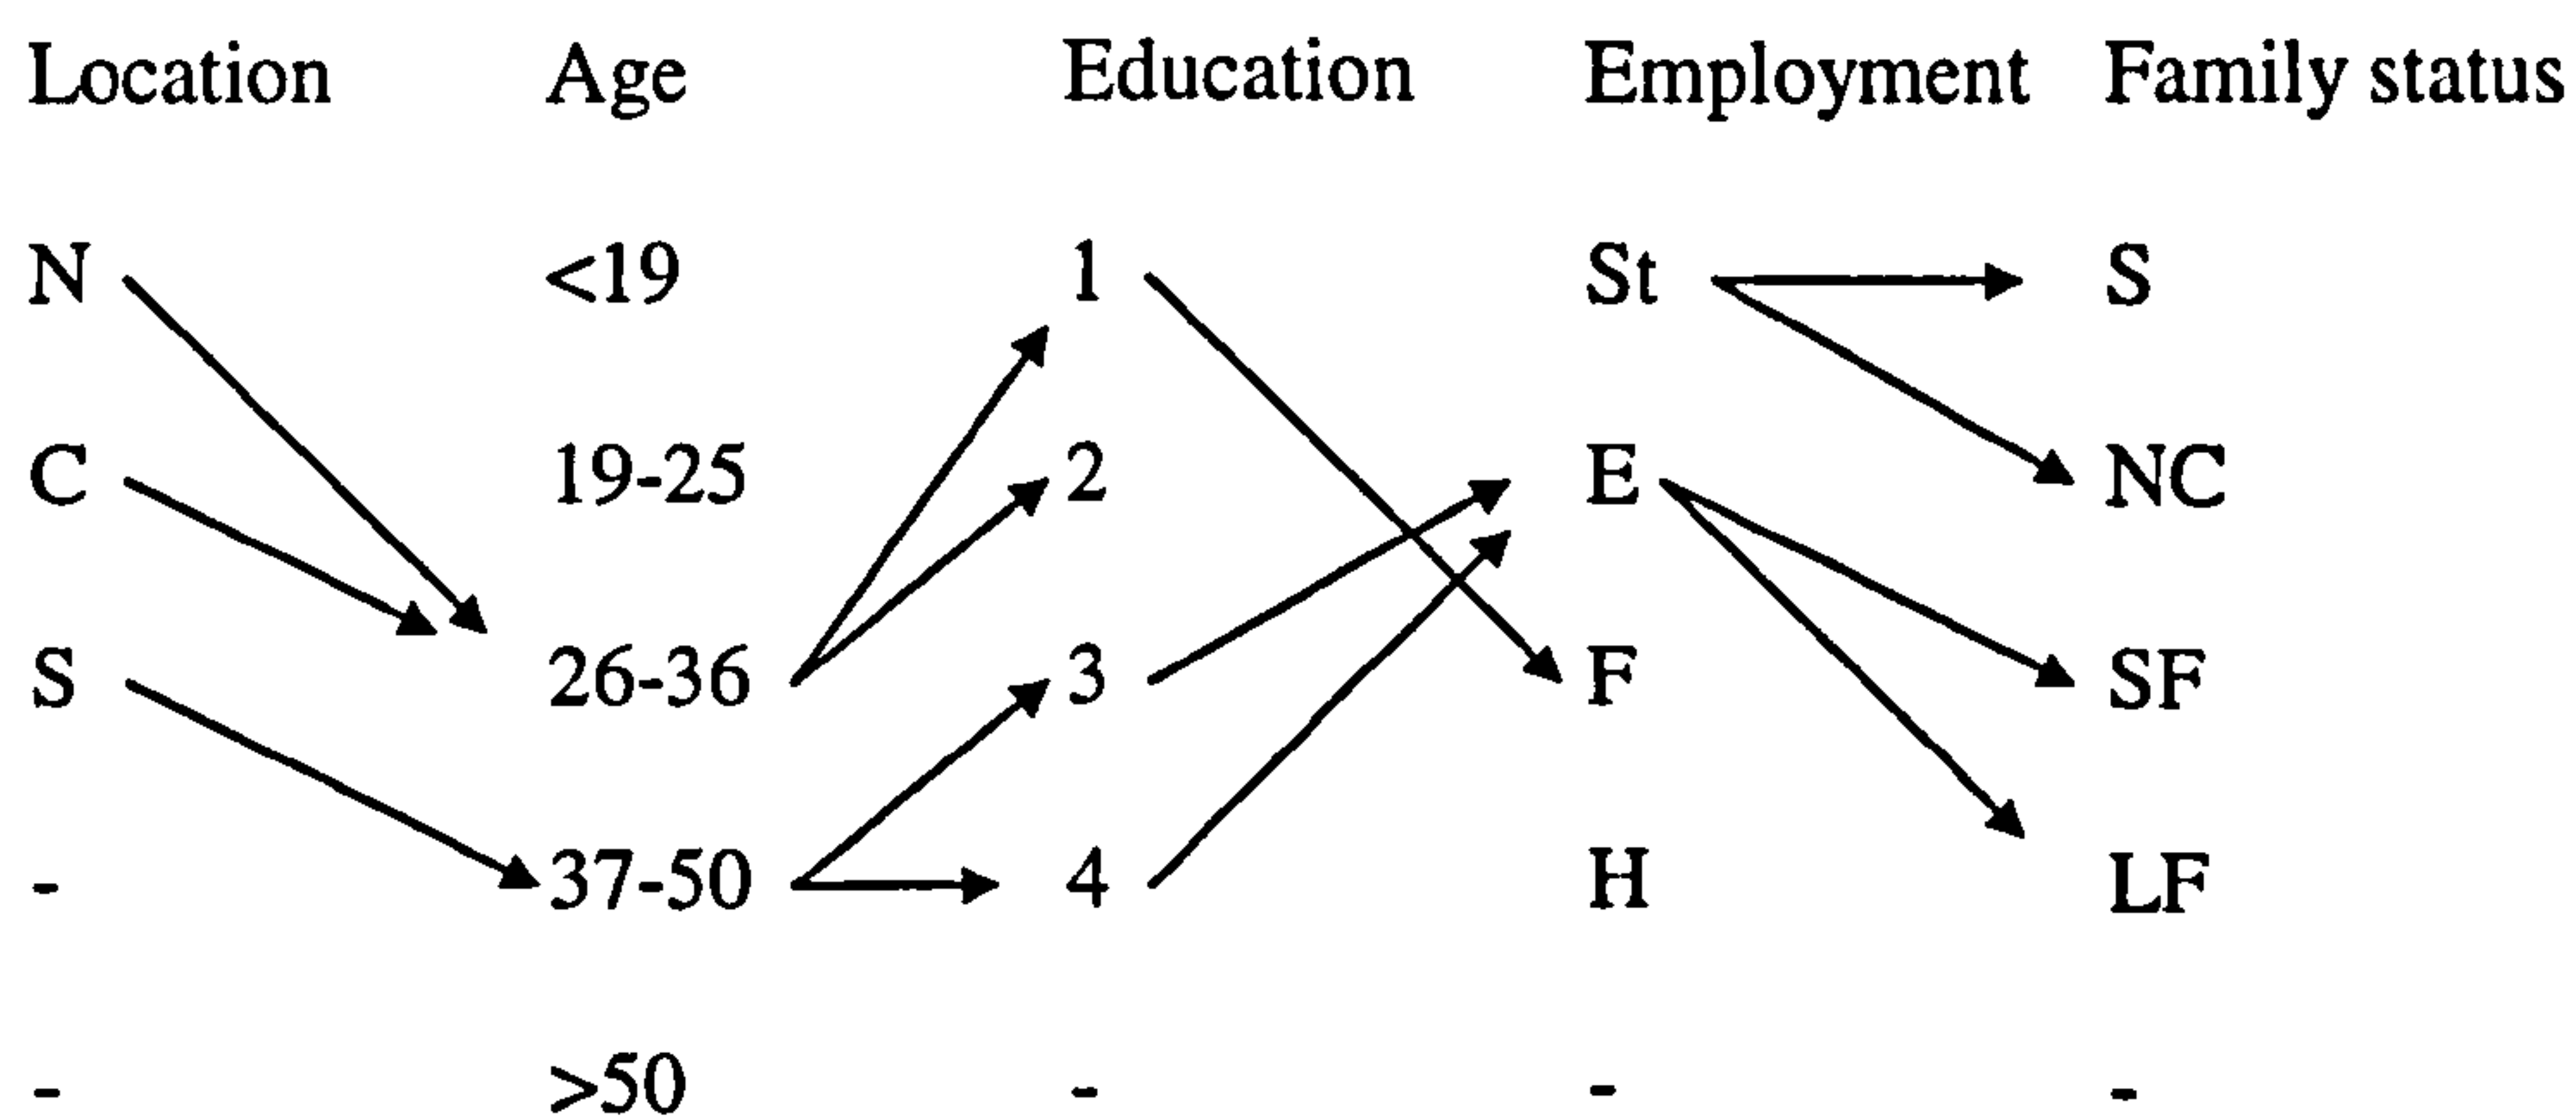 Location Age Education Employment Family status
N <19 1 St S
C 19-25 2 E NC
S 26-36 3 F SF
- 37-50 4 H LF
- >50 - - -